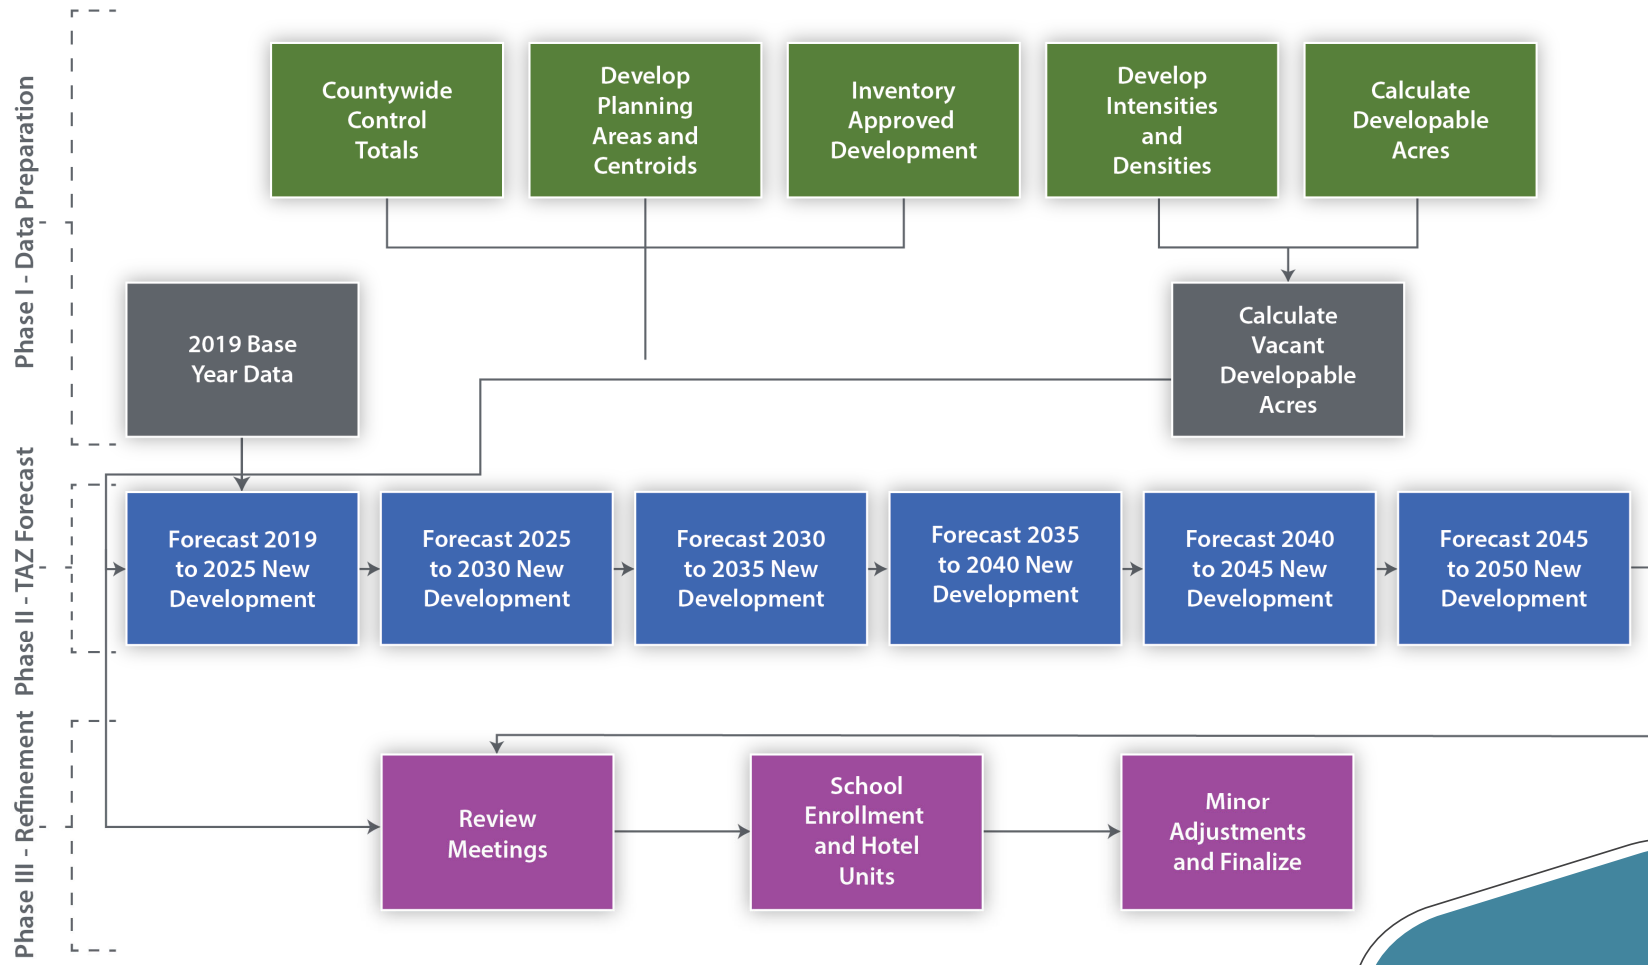 Phase I - Data Preparation
Countywide
Control
Totals
Develop
Planning
Areas and
Centroids
Inventory
Approved
Development
Develop
Intensities
and
Densities
Calculate
Developable
Acres
2019 Base
Year Data
Calculate
Vacant
Developable
Acres
Phase II - TAZ Forecast
Forecast 2019
to 2025 New
Development
Forecast 2025
to 2030 New
Development
Forecast 2030
to 2035 New
Development
Forecast 2035
to 2040 New
Development
Forecast 2040
to 2045 New
Development
Forecast 2045
to 2050 New
Development
Phase III - Refinement
Review
Meetings
School
Enrollment
and Hotel
Units
Minor
Adjustments
and Finalize